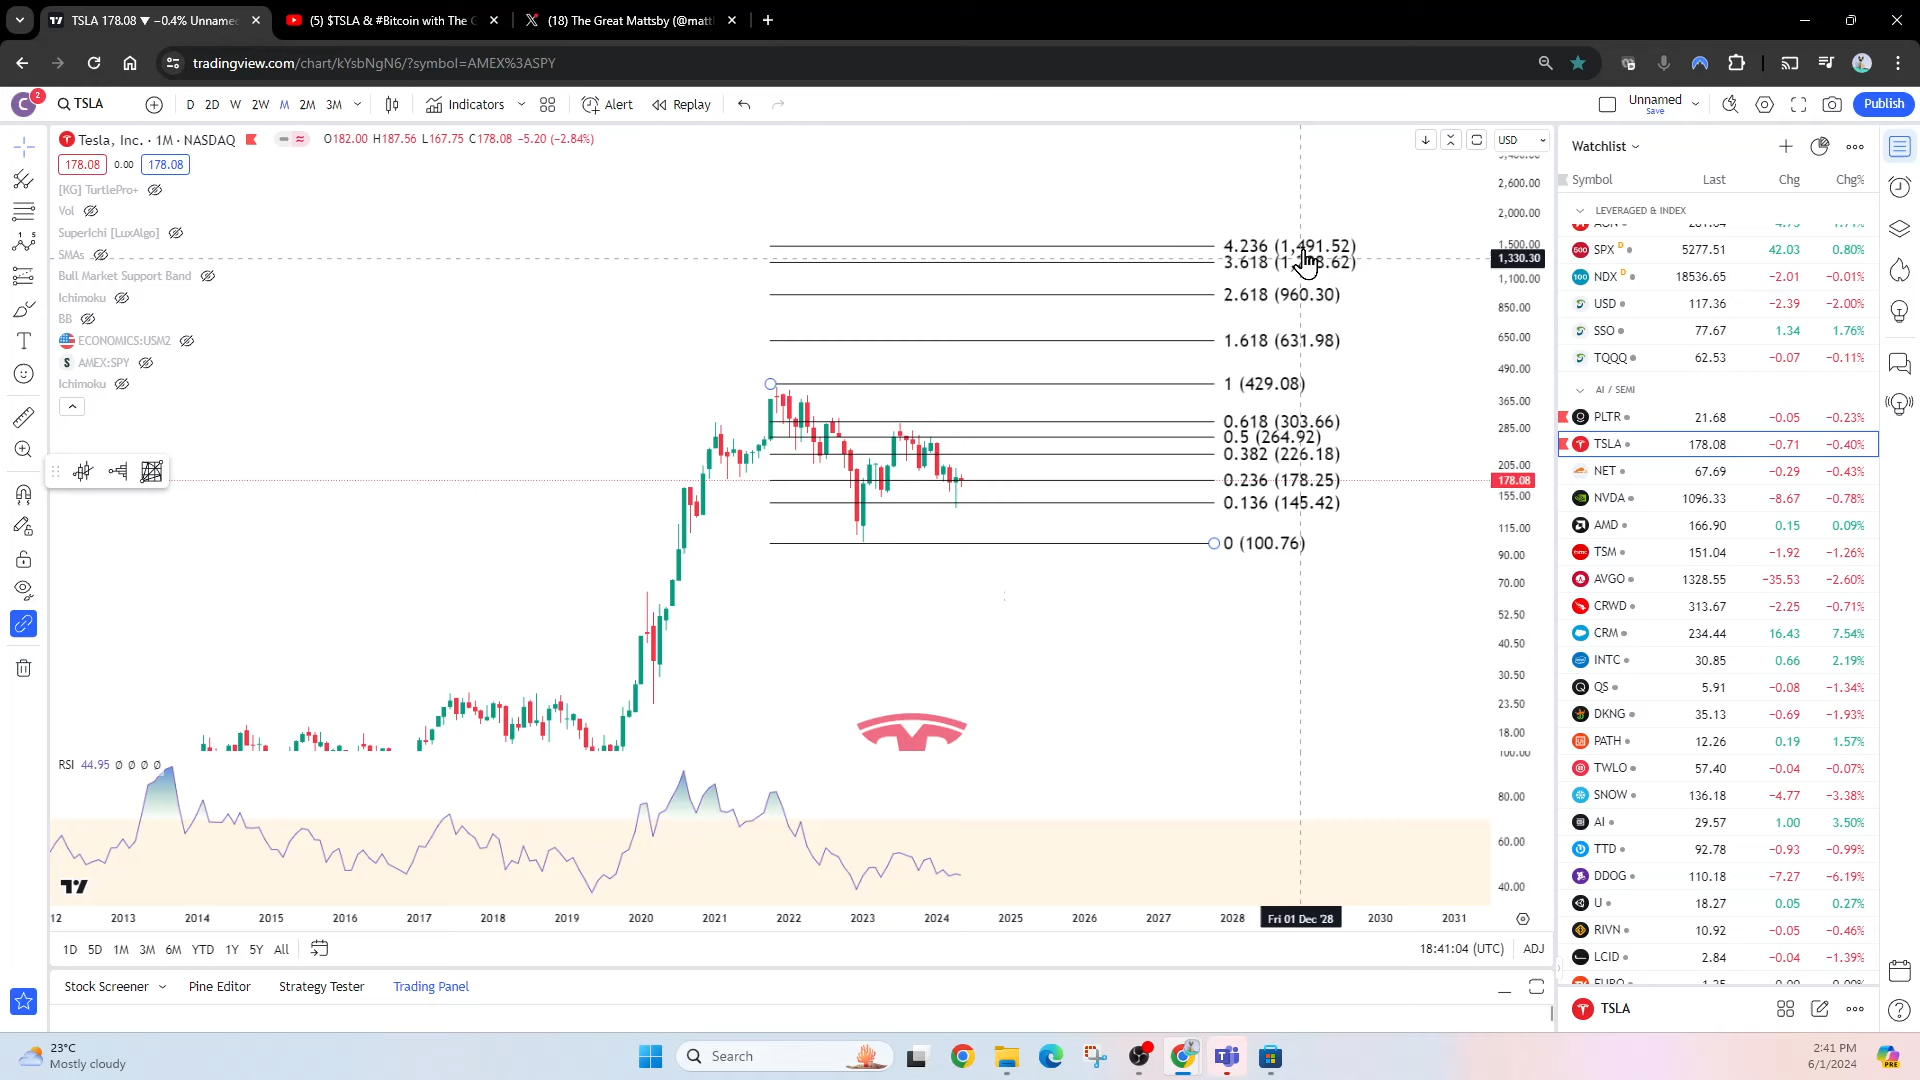 TSLA 178.08 ▼ −0.4% Unname
(5) $TSLA & #Bitcoin with The G
(18) The Great Mattsby (@matt
tradingview.com/chart/kYsbNgN6/?symbol=AMEX%3ASPY
C 2 TSLA D 2D W 2W M 2M 3M Indicators Alert Replay Unnamed Save Publish
Tesla, Inc. · 1M · NASDAQ O182.00 H187.56 L167.75 C178.08 −5.20 (−2.84%) USD
178.08 0.00 178.08
[KG] TurtlePro+
Vol
SuperIchi [LuxAlgo]
SMAs
Bull Market Support Band
Ichimoku
BB
ECONOMICS:USM2
S AMEX:SPY
Ichimoku
4.236 (1,491.52)
2.618 (960.30)
1.618 (631.98)
1 (429.08)
0.618 (303.66)
0.5 (264.92)
0.382 (226.18)
0.236 (178.25)
0.136 (145.42)
0 (100.76)
2,600.00
2,000.00
1,500.00
1,330.30
1,100.00
850.00
650.00
490.00
365.00
285.00
205.00
178.08
155.00
115.00
90.00
70.00
52.50
40.50
30.50
23.50
18.00
100.00
RSI 44.95 Ø Ø Ø Ø
80.00
60.00
40.00
12 2013 2014 2015 2016 2017 2018 2019 2020 2021 2022 2023 2024 2025 2026 2027 2028 Fri 01 Dec '28 2030 2031
1D 5D 1M 3M 6M YTD 1Y 5Y All 18:41:04 (UTC) ADJ
Stock Screener Pine Editor Strategy Tester Trading Panel
Watchlist
Symbol Last Chg Chg%
LEVERAGED & INDEX
SPX D 5277.51 42.03 0.80%
NDX D 18536.65 −2.01 −0.01%
USD 117.36 −2.39 −2.00%
SSO 77.67 1.34 1.76%
TQQQ 62.53 −0.07 −0.11%
AI / SEMI
PLTR 21.68 −0.05 −0.23%
TSLA 178.08 −0.71 −0.40%
NET 67.69 −0.29 −0.43%
NVDA 1096.33 −8.67 −0.78%
AMD 166.90 0.15 0.09%
TSM 151.04 −1.92 −1.26%
AVGO 1328.55 −35.53 −2.60%
CRWD 313.67 −2.25 −0.71%
CRM 234.44 16.43 7.54%
INTC 30.85 0.66 2.19%
QS 5.91 −0.08 −1.34%
DKNG 35.13 −0.69 −1.93%
PATH 12.26 0.19 1.57%
TWLO 57.40 −0.04 −0.07%
SNOW 136.18 −4.77 −3.38%
AI 29.57 1.00 3.50%
TTD 92.78 −0.93 −0.99%
DDOG 110.18 −7.27 −6.19%
U 18.27 0.05 0.27%
RIVN 10.92 −0.05 −0.46%
LCID 2.84 −0.04 −1.39%
TSLA
23°C
Mostly cloudy
Search
2:41 PM
6/1/2024